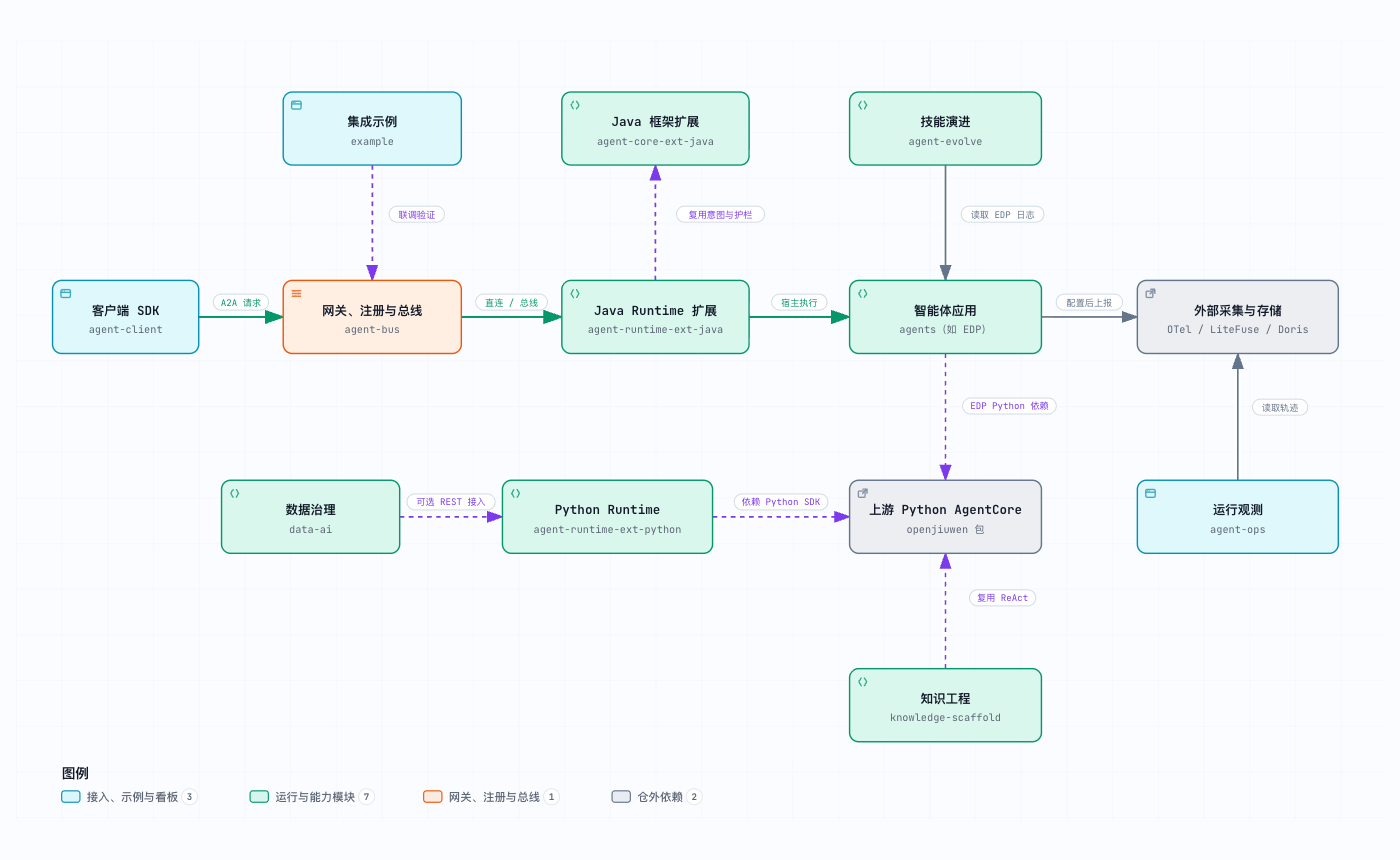 集成示例
example
Java 框架扩展
agent-core-ext-java
技能演进
agent-evolve
联调验证
复用意图与护栏
读取 EDP 日志
客户端 SDK
agent-client
A2A 请求
网关、注册与总线
agent-bus
直连 / 总线
Java Runtime 扩展
agent-runtime-ext-java
宿主执行
智能体应用
agents（如 EDP）
配置后上报
外部采集与存储
OTel / LiteFuse / Doris
EDP Python 依赖
读取轨迹
数据治理
data-ai
可选 REST 接入
Python Runtime
agent-runtime-ext-python
依赖 Python SDK
上游 Python AgentCore
openjiuwen 包
运行观测
agent-ops
复用 ReAct
知识工程
knowledge-scaffold
图例
接入、示例与看板 3
运行与能力模块 7
网关、注册与总线 1
仓外依赖 2